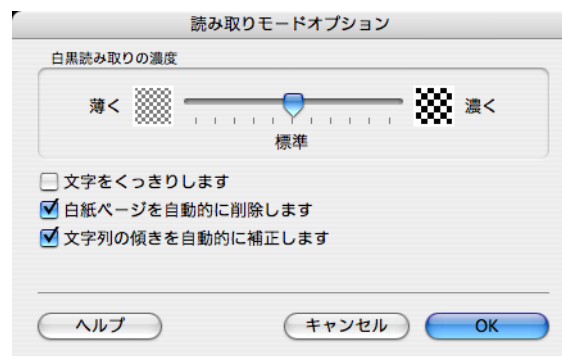 読み取りモードオプション
白黒読み取りの濃度
薄く 濃く
標準
文字をくっきりします
白紙ページを自動的に削除します
文字列の傾きを自動的に補正します
ヘルプ キャンセル OK